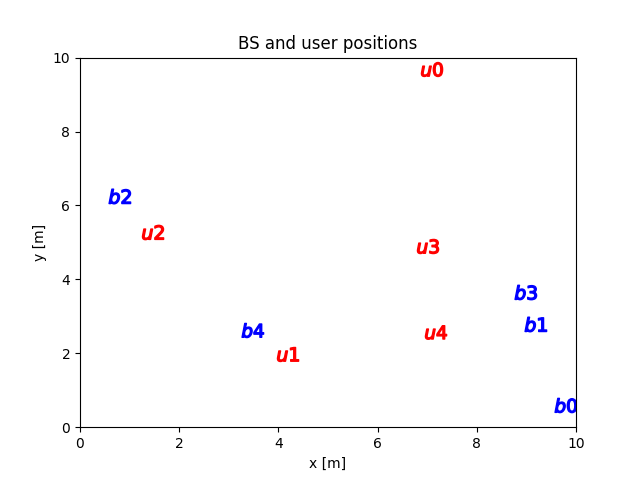 BS and user positions
10
u0
8
b2
6
u2
u3
4
b3
b1
b4
u4
2
u1
b0
0
0 2 4 6 8 10
x [m]
y [m]